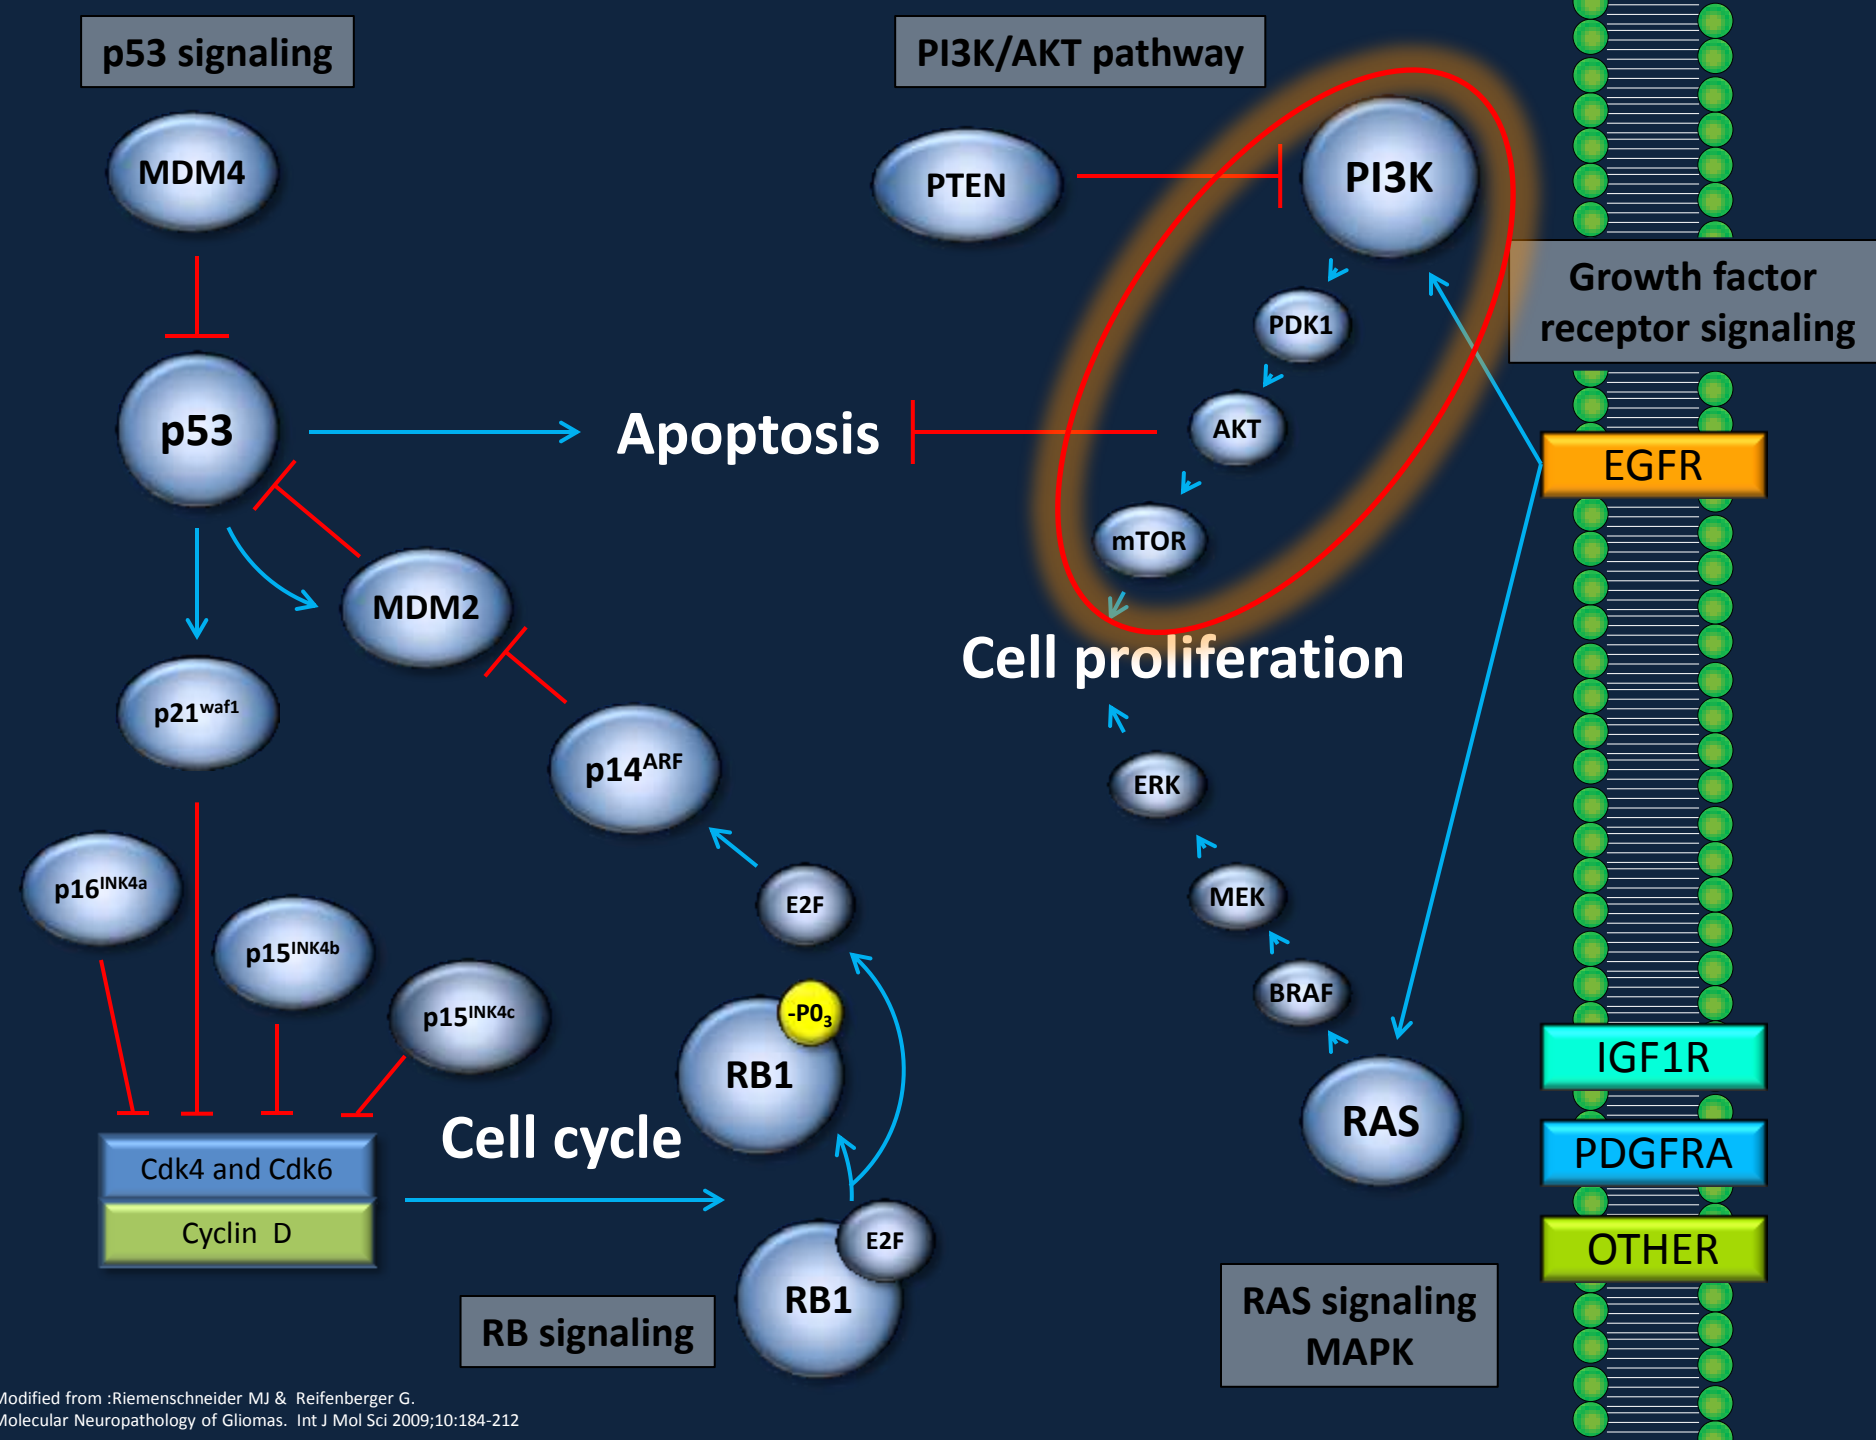 p53 signaling
PI3K/AKT pathway
MDM4
PTEN
PI3K
Growth factor
receptor signaling
PDK1
p53
Apoptosis
AKT
EGFR
mTOR
MDM2
Cell proliferation
p21waf1
p14ARF
ERK
p16INK4a
E2F
MEK
p15INK4b
BRAF
p15INK4c
-P03
RB1
IGF1R
RAS
Cell cycle
PDGFRA
Cdk4 and Cdk6
Cyclin D
E2F
OTHER
RB1
RAS signaling
MAPK
RB signaling
Modified from :Riemenschneider MJ & Reifenberger G.
Molecular Neuropathology of Gliomas. Int J Mol Sci 2009;10:184-212